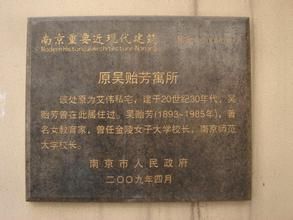 南京重要近现代建筑
Modern Historical Architecture Nanjing
原吴贻芳寓所
该处原为艾伟私宅，建于20世纪30年代，吴
贻芳曾在此居住过。吴贻芳(1893~1985年)，著
名女教育家，曾任金陵女子大学校长，南京师范
大学校长。
南京市人民政府
二〇〇九年四月